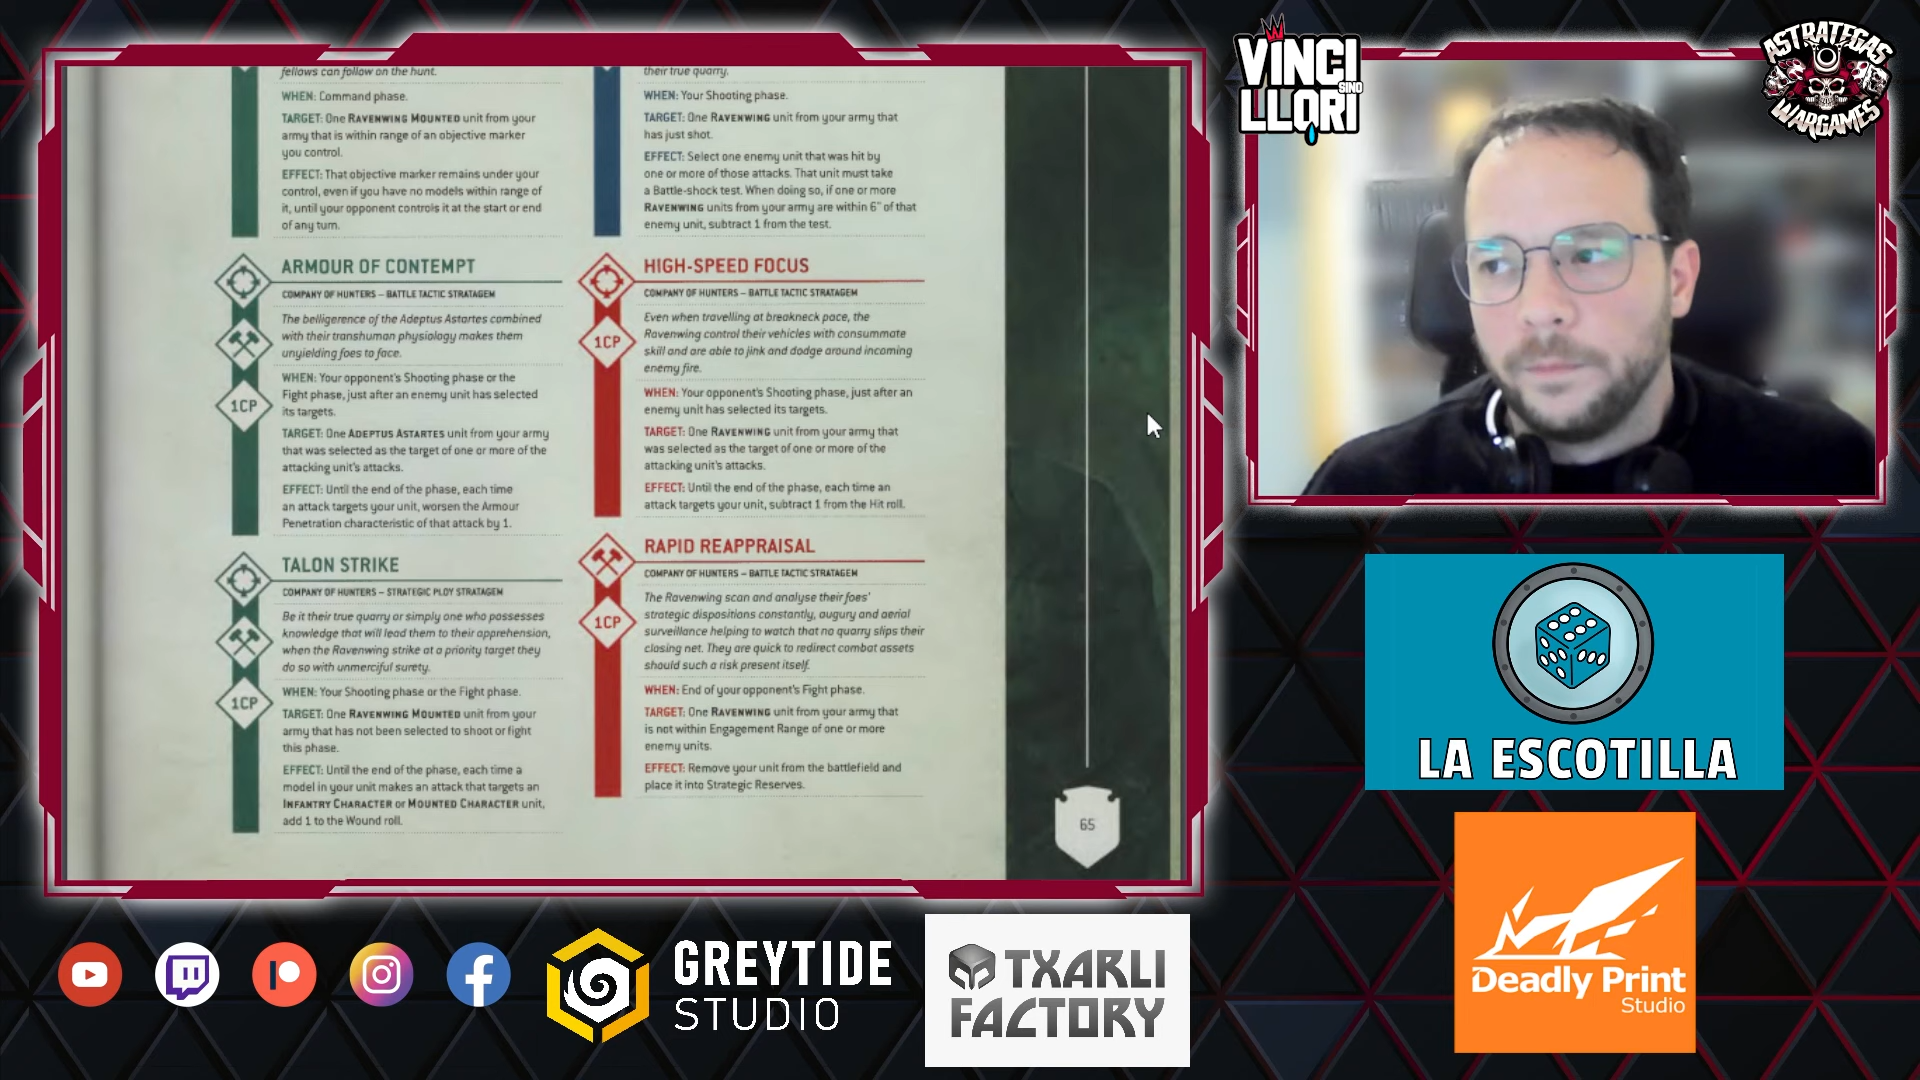 fellows can follow on the hunt.
WHEN: Command phase.
TARGET: One RAVENWING MOUNTED unit from your
army that is within range of an objective marker
you control.
EFFECT: That objective marker remains under your
control, even if you have no models within range of
it, until your opponent controls it at the start or end
of any turn.
ARMOUR OF CONTEMPT
COMPANY OF HUNTERS – BATTLE TACTIC STRATAGEM
The belligerence of the Adeptus Astartes combined
with their transhuman physiology makes them
unyielding foes to face.
WHEN: Your opponent's Shooting phase or the
Fight phase, just after an enemy unit has selected
its targets.
1CP
TARGET: One ADEPTUS ASTARTES unit from your army
that was selected as the target of one or more of the
attacking unit's attacks.
EFFECT: Until the end of the phase, each time
an attack targets your unit, worsen the Armour
Penetration characteristic of that attack by 1.
TALON STRIKE
COMPANY OF HUNTERS – STRATEGIC PLOY STRATAGEM
Be it their true quarry or simply one who possesses
knowledge that will lead them to their apprehension,
when the Ravenwing strike at a priority target they
do so with unmerciful surety.
WHEN: Your Shooting phase or the Fight phase.
1CP
TARGET: One RAVENWING MOUNTED unit from your
army that has not been selected to shoot or fight
this phase.
EFFECT: Until the end of the phase, each time a
model in your unit makes an attack that targets an
INFANTRY CHARACTER or MOUNTED CHARACTER unit,
add 1 to the Wound roll.
their true quarry.
WHEN: Your Shooting phase.
TARGET: One RAVENWING unit from your army that
has just shot.
EFFECT: Select one enemy unit that was hit by
one or more of those attacks. That unit must take
a Battle-shock test. When doing so, if one or more
RAVENWING units from your army are within 6" of that
enemy unit, subtract 1 from the test.
HIGH-SPEED FOCUS
COMPANY OF HUNTERS – BATTLE TACTIC STRATAGEM
Even when travelling at breakneck pace, the
Ravenwing control their vehicles with consummate
1CP
skill and are able to jink and dodge around incoming
enemy fire.
WHEN: Your opponent's Shooting phase, just after an
enemy unit has selected its targets.
TARGET: One RAVENWING unit from your army that
was selected as the target of one or more of the
attacking unit's attacks.
EFFECT: Until the end of the phase, each time an
attack targets your unit, subtract 1 from the Hit roll.
RAPID REAPPRAISAL
COMPANY OF HUNTERS – BATTLE TACTIC STRATAGEM
The Ravenwing scan and analyse their foes'
strategic dispositions constantly, augury and aerial
1CP
surveillance helping to watch that no quarry slips their
closing net. They are quick to redirect combat assets
should such a risk present itself.
WHEN: End of your opponent's Fight phase.
TARGET: One RAVENWING unit from your army that
is not within Engagement Range of one or more
enemy units.
EFFECT: Remove your unit from the battlefield and
place it into Strategic Reserves.
65
VINCI
SINO
LLORI
ASTRATEGAS
WARGAMES
LA ESCOTILLA
Deadly Print
Studio
GREYTIDE
STUDIO
TXARLI
FACTORY